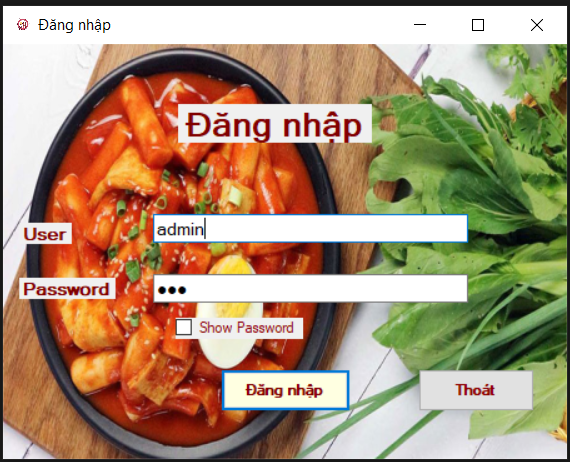 Đăng nhập
Đăng nhập
User
admin
Password
●●●
Show Password
Đăng nhập
Thoát